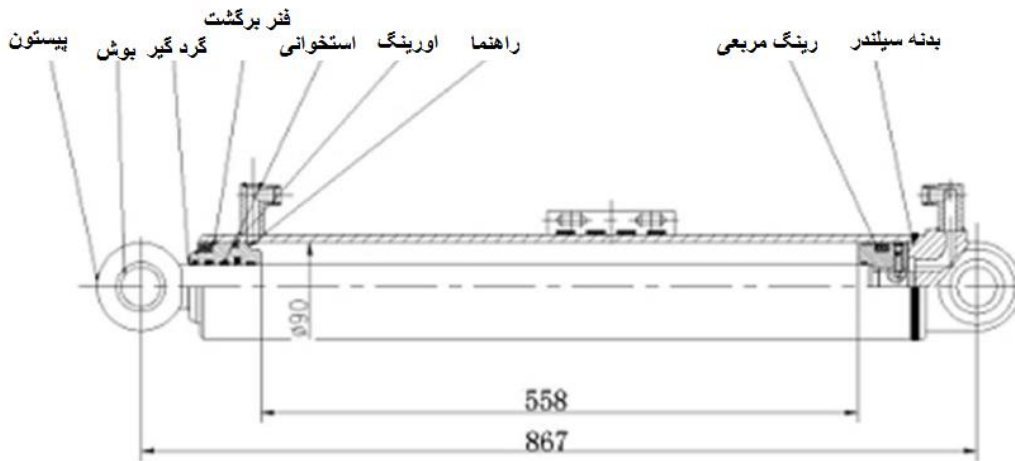 فنر برگشت
پیستون
بوش
گرد گیر
استخوانی
اورینگ
راهنما
رینگ مربعی
بدنه سیلندر
ø90
558
867